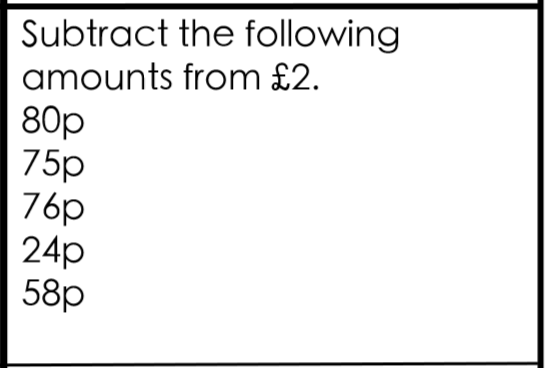 Subtract the following
amounts from £2.
80p
75p
76p
24p
58p